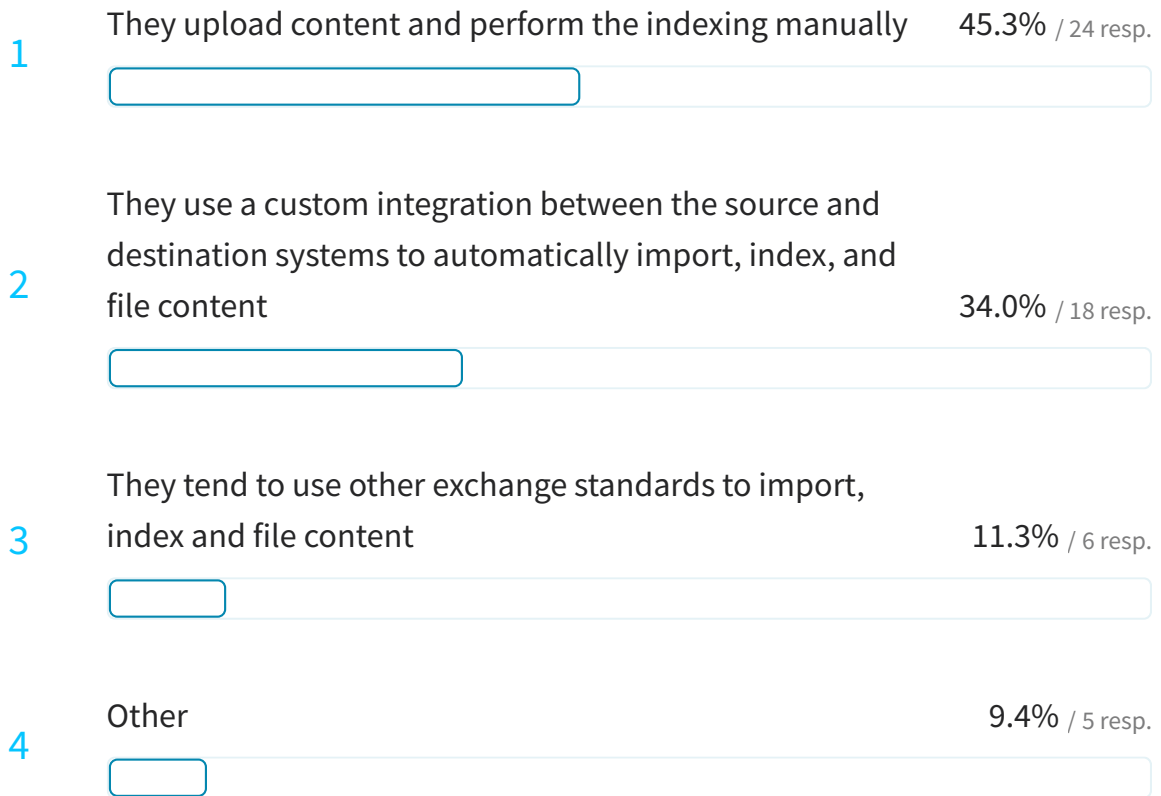 1
They upload content and perform the indexing manually 45.3% / 24 resp.
2
They use a custom integration between the source and
destination systems to automatically import, index, and
file content 34.0% / 18 resp.
3
They tend to use other exchange standards to import,
index and file content 11.3% / 6 resp.
4
Other 9.4% / 5 resp.